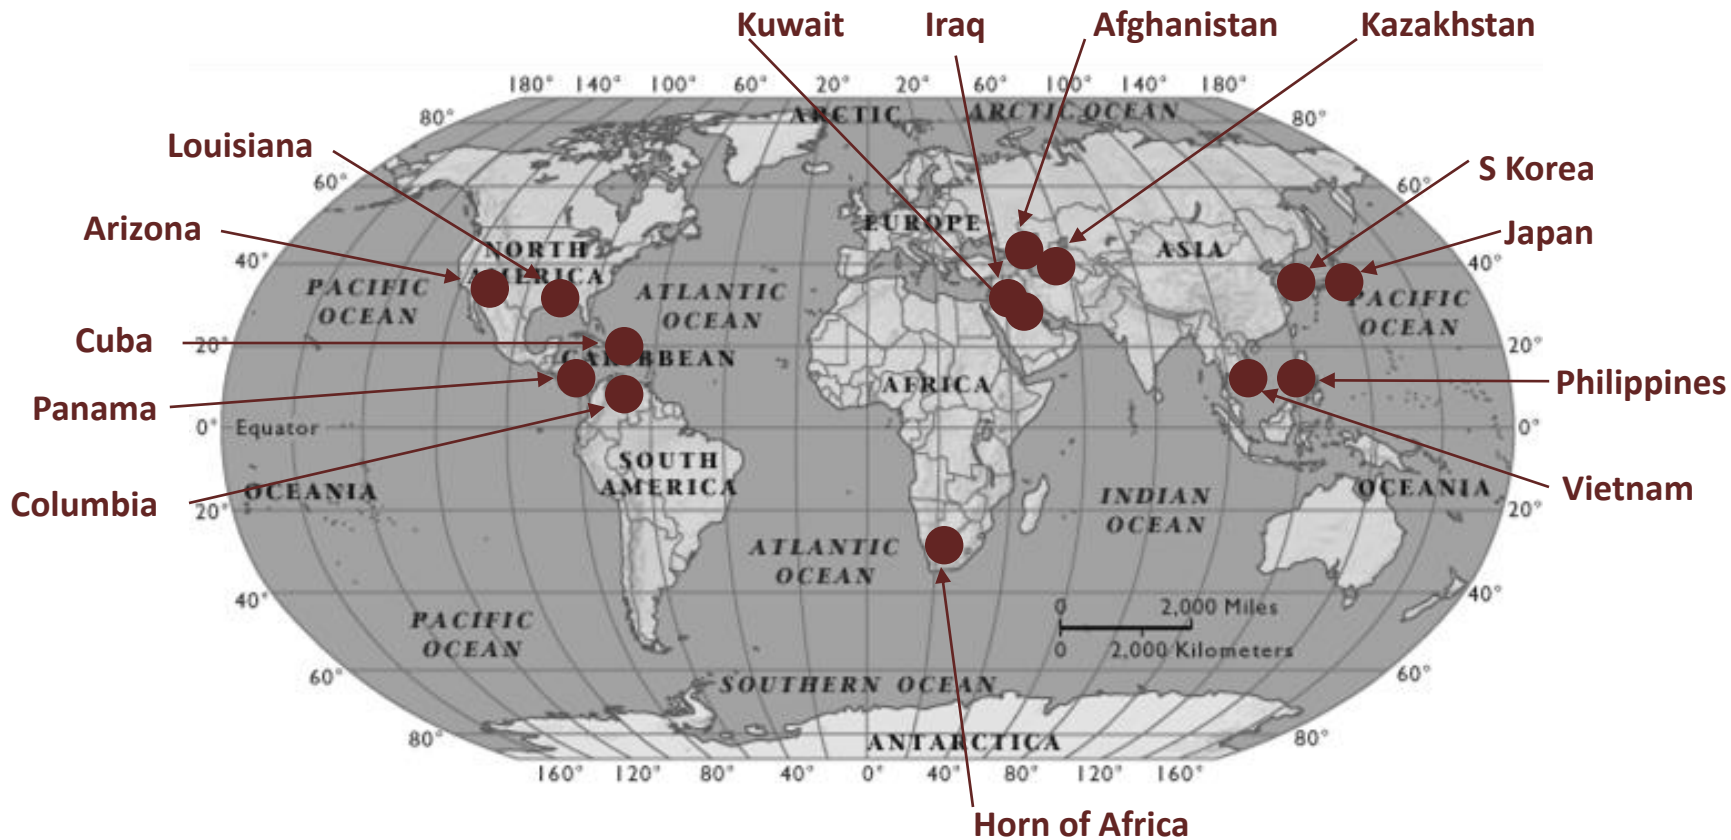 Kuwait
Iraq
Afghanistan
Kazakhstan
180° 140° 100° 60° 20° 20° 60° 100° 140° 180°
80°
ARCTIC
ARCTIC OCEAN
80°
Louisiana
S Korea
60°
60°
Arizona
EUROPE
Japan
NORTH
AMERICA
ASIA
40°
40°
PACIFIC
OCEAN
ATLANTIC
OCEAN
PACIFIC
OCEAN
Cuba
20°
20°
CARIBBEAN
AFRICA
Philippines
Panama
0°
Equator
0°
SOUTH
AMERICA
Columbia
OCEANIA
INDIAN
OCEAN
OCEANIA
Vietnam
20°
20°
ATLANTIC
OCEAN
40°
40°
0 2,000 Miles
0 2,000 Kilometers
PACIFIC
OCEAN
60°
60°
SOUTHERN OCEAN
80°
80°
ANTARCTICA
160° 120° 80° 40° 0° 40° 80° 120° 160°
Horn of Africa